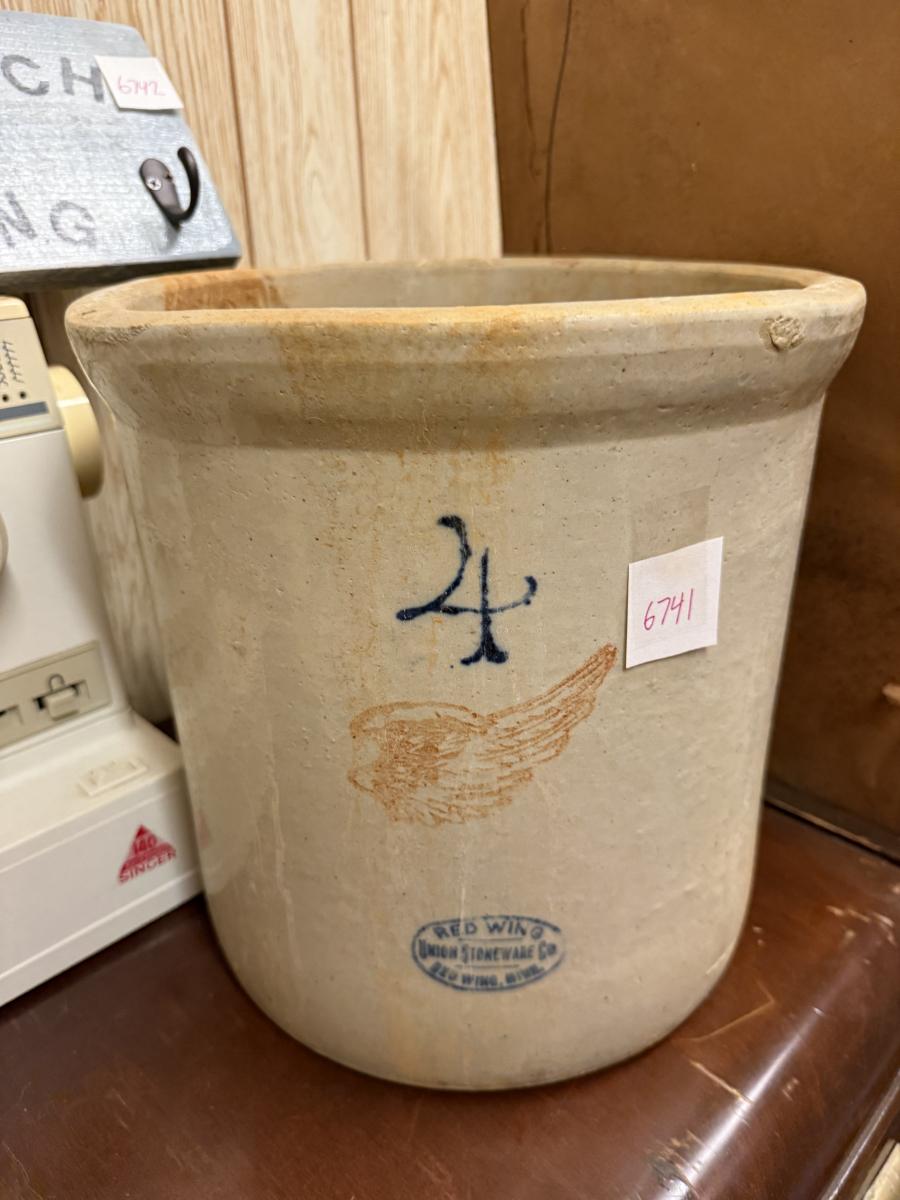 CH
6742
NG
4
6741
RED WING
UNION STONEWARE CO.
RED WING, MINN.
SINGER